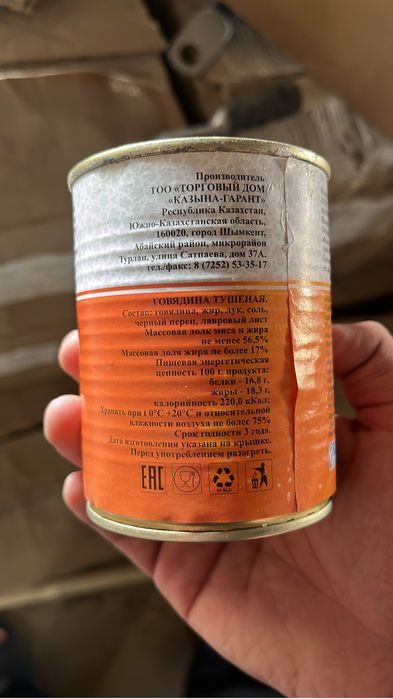 Производитель
ТОО «ТОРГОВЫЙ ДОМ
«КАЗЫНА-ГАРАНТ»
Республика Казахстан,
Южно-Казахстанская область,
160020, город Шымкент,
Абайский район, микрорайон
Турлан, улица Сатпаева, дом 37А.
тел./факс: 8 (7252) 53-35-17
ГОВЯДИНА ТУШЕНАЯ.
Состав: говядина, жир, лук, соль,
черный перец, лавровый лист
Массовая доля мяса и жира
не менее 56,5%
Массовая доля жира не более 17%
Пищевая энергетическая
ценность 100 г. продукта:
белки - 16,8 г,
жиры - 18,3 г,
калорийность 220,0 кКал.
Хранить при t 0°С +20°С и относительной
влажности воздуха не более 75%
Срок годности 3 года.
Дата изготовления указана на крышке.
Перед употреблением разогреть.
EAC
41 ALU